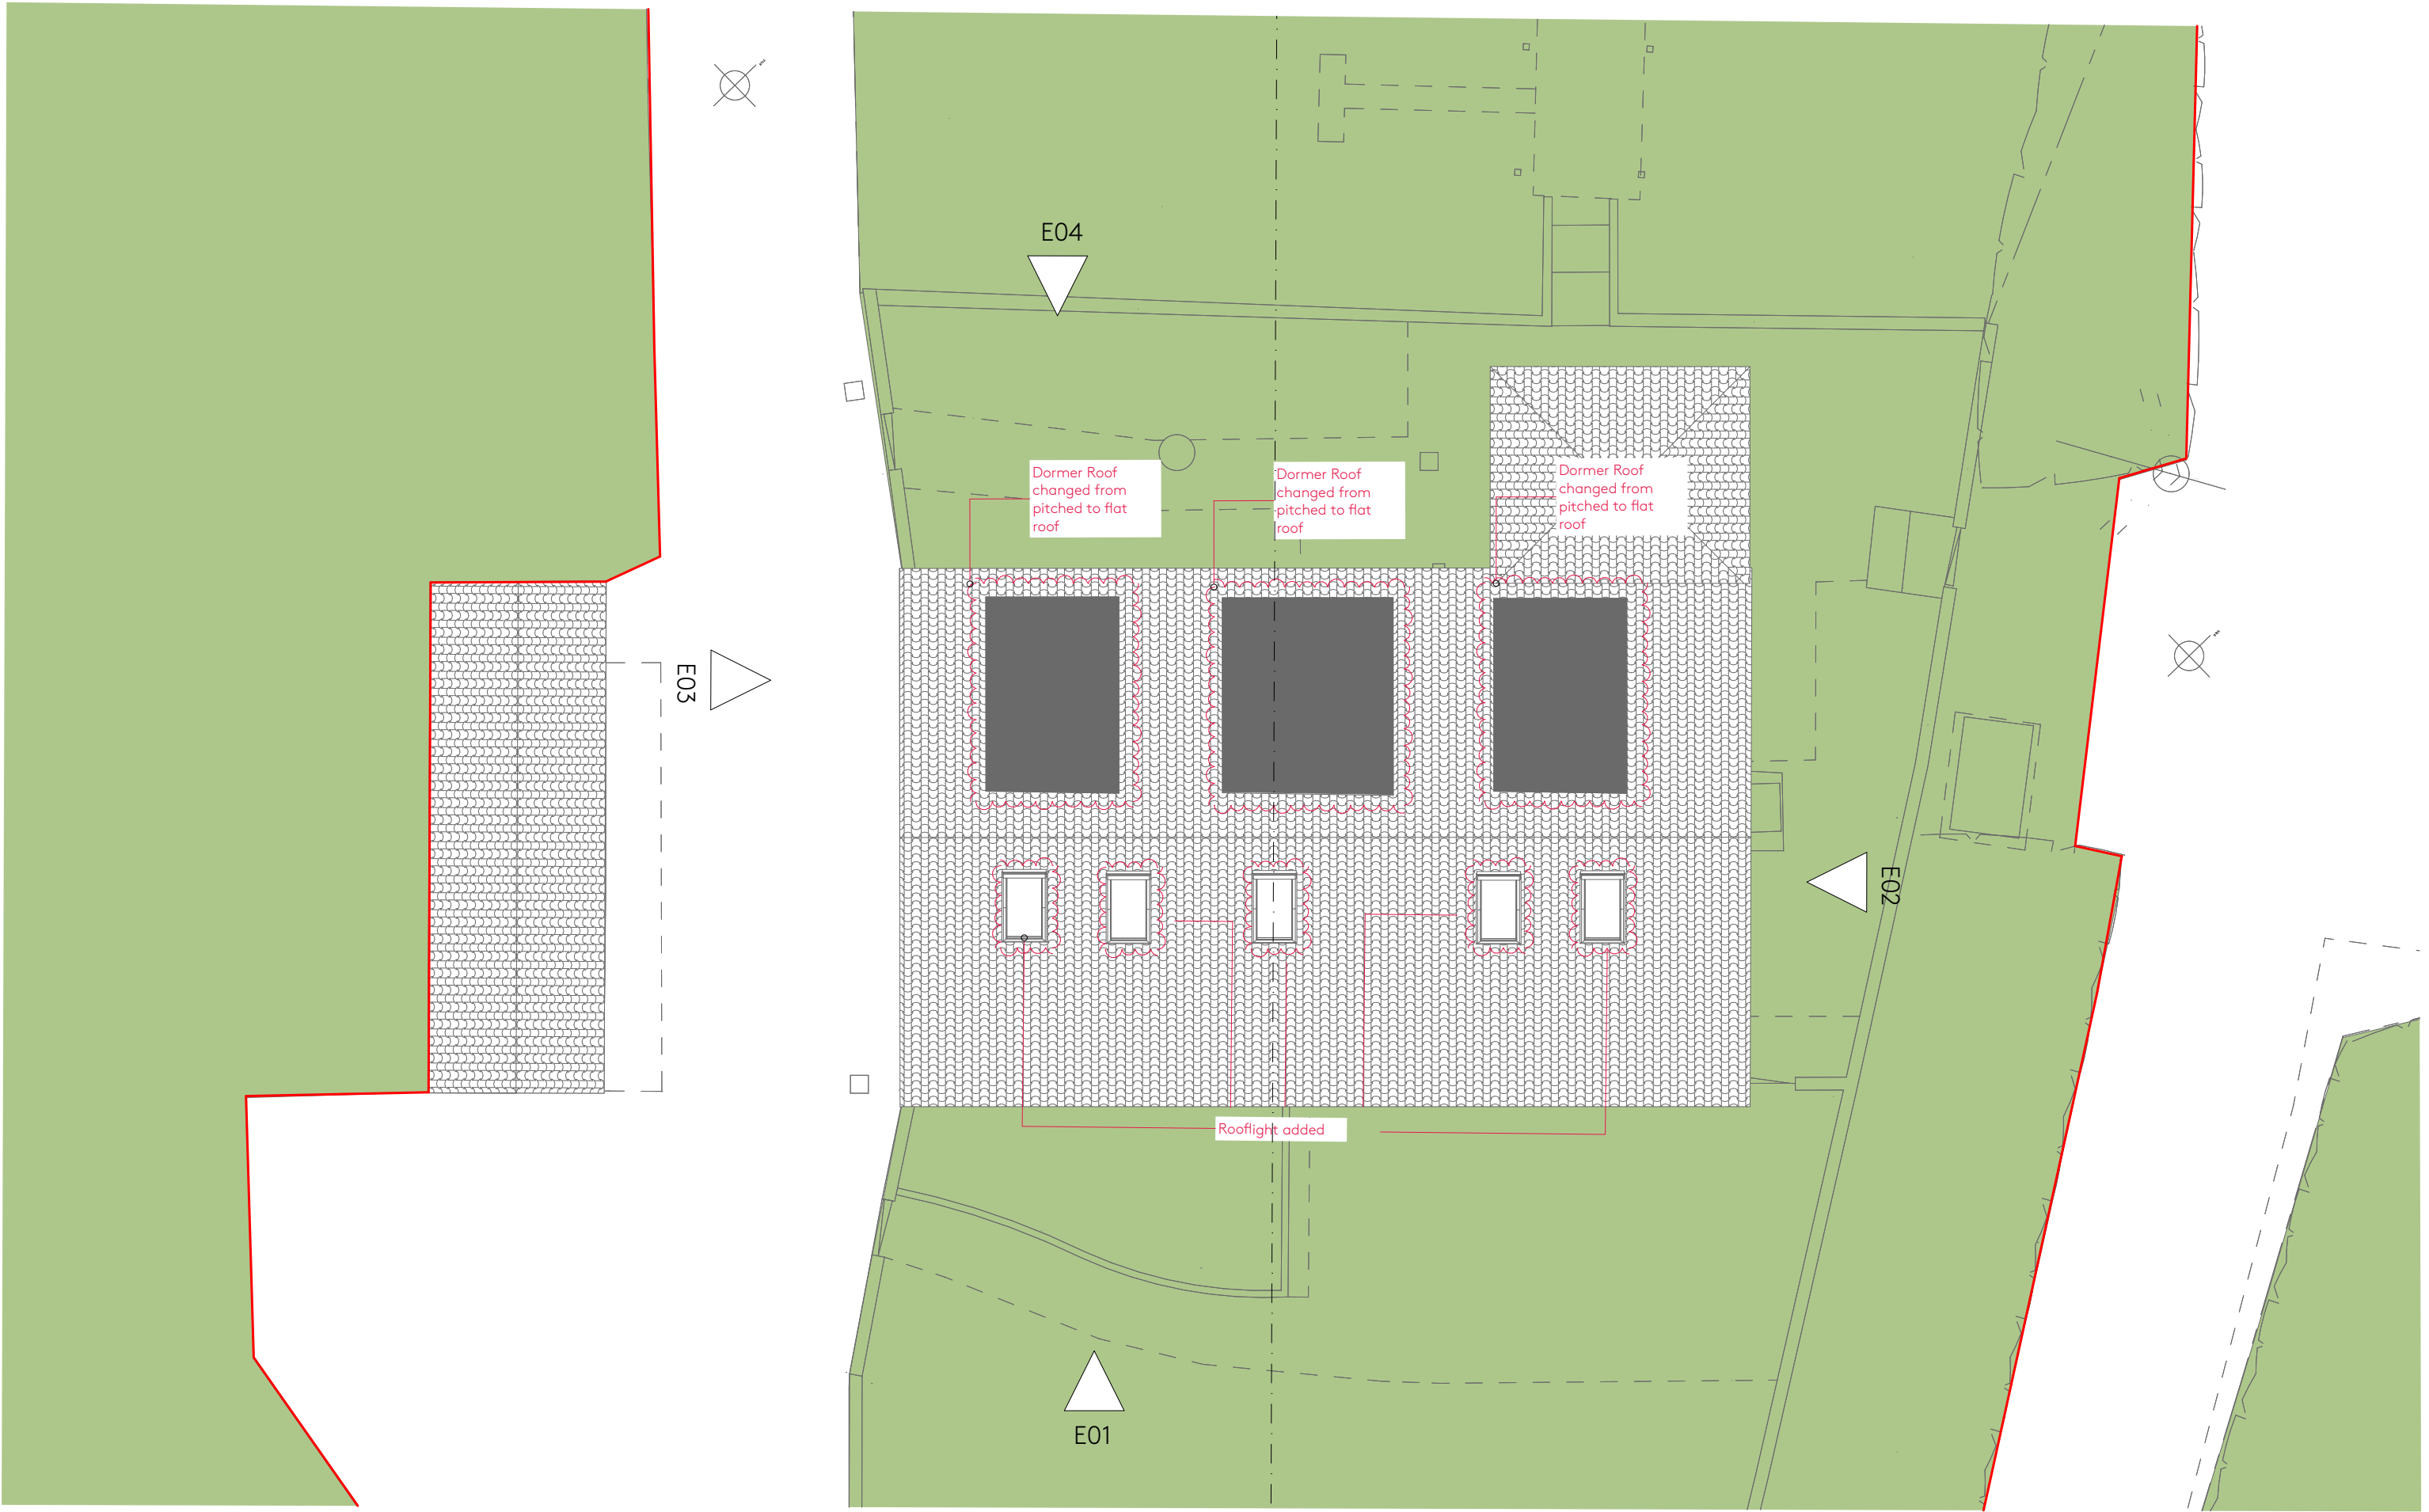 E04
Dormer Roof
changed from
pitched to flat
roof
Dormer Roof
changed from
pitched to flat
roof
Dormer Roof
changed from
pitched to flat
roof
E03
E02
Rooflight added
E01